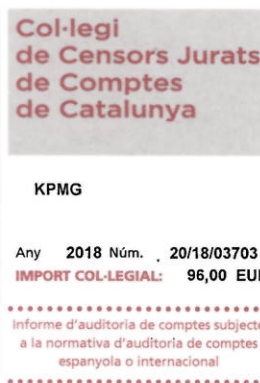 Col·legi
de Censors Jurats
de Comptes
de Catalunya
KPMG
Any 2018 Núm. 20/18/03703
IMPORT COL·LEGIAL: 96,00 EUR
Informe d'auditoria de comptes subjecte
a la normativa d'auditoria de comptes
espanyola o internacional